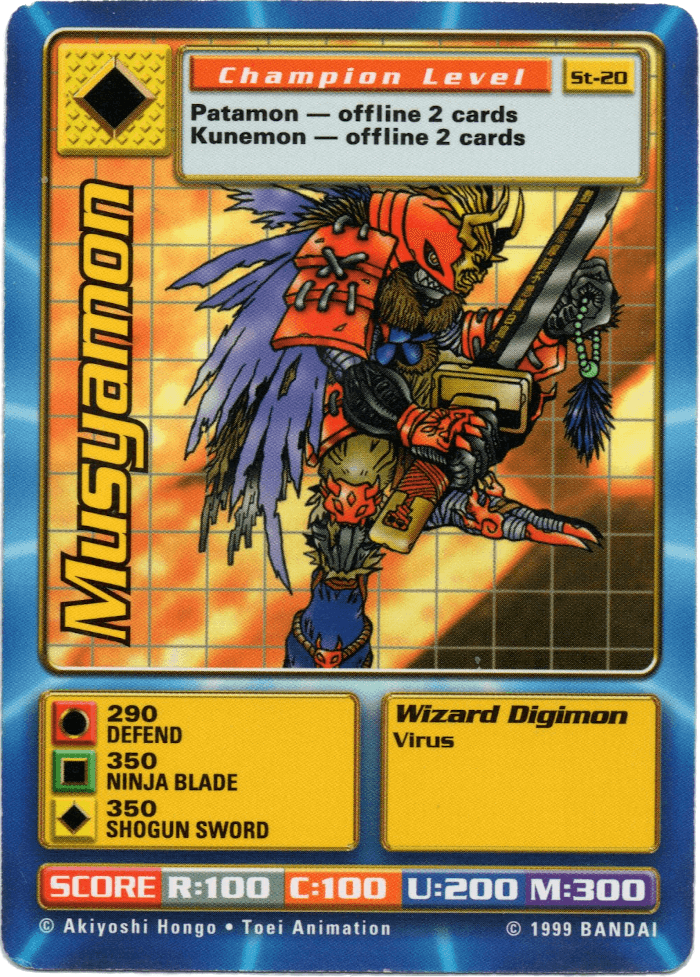 Champion Level
St-20
Patamon — offline 2 cards
Kunemon — offline 2 cards
Musyamon
290
DEFEND
350
NINJA BLADE
350
SHOGUN SWORD
Wizard Digimon
Virus
SCORE R:100 C:100 U:200 M:300
© Akiyoshi Hongo • Toei Animation
© 1999 BANDAI